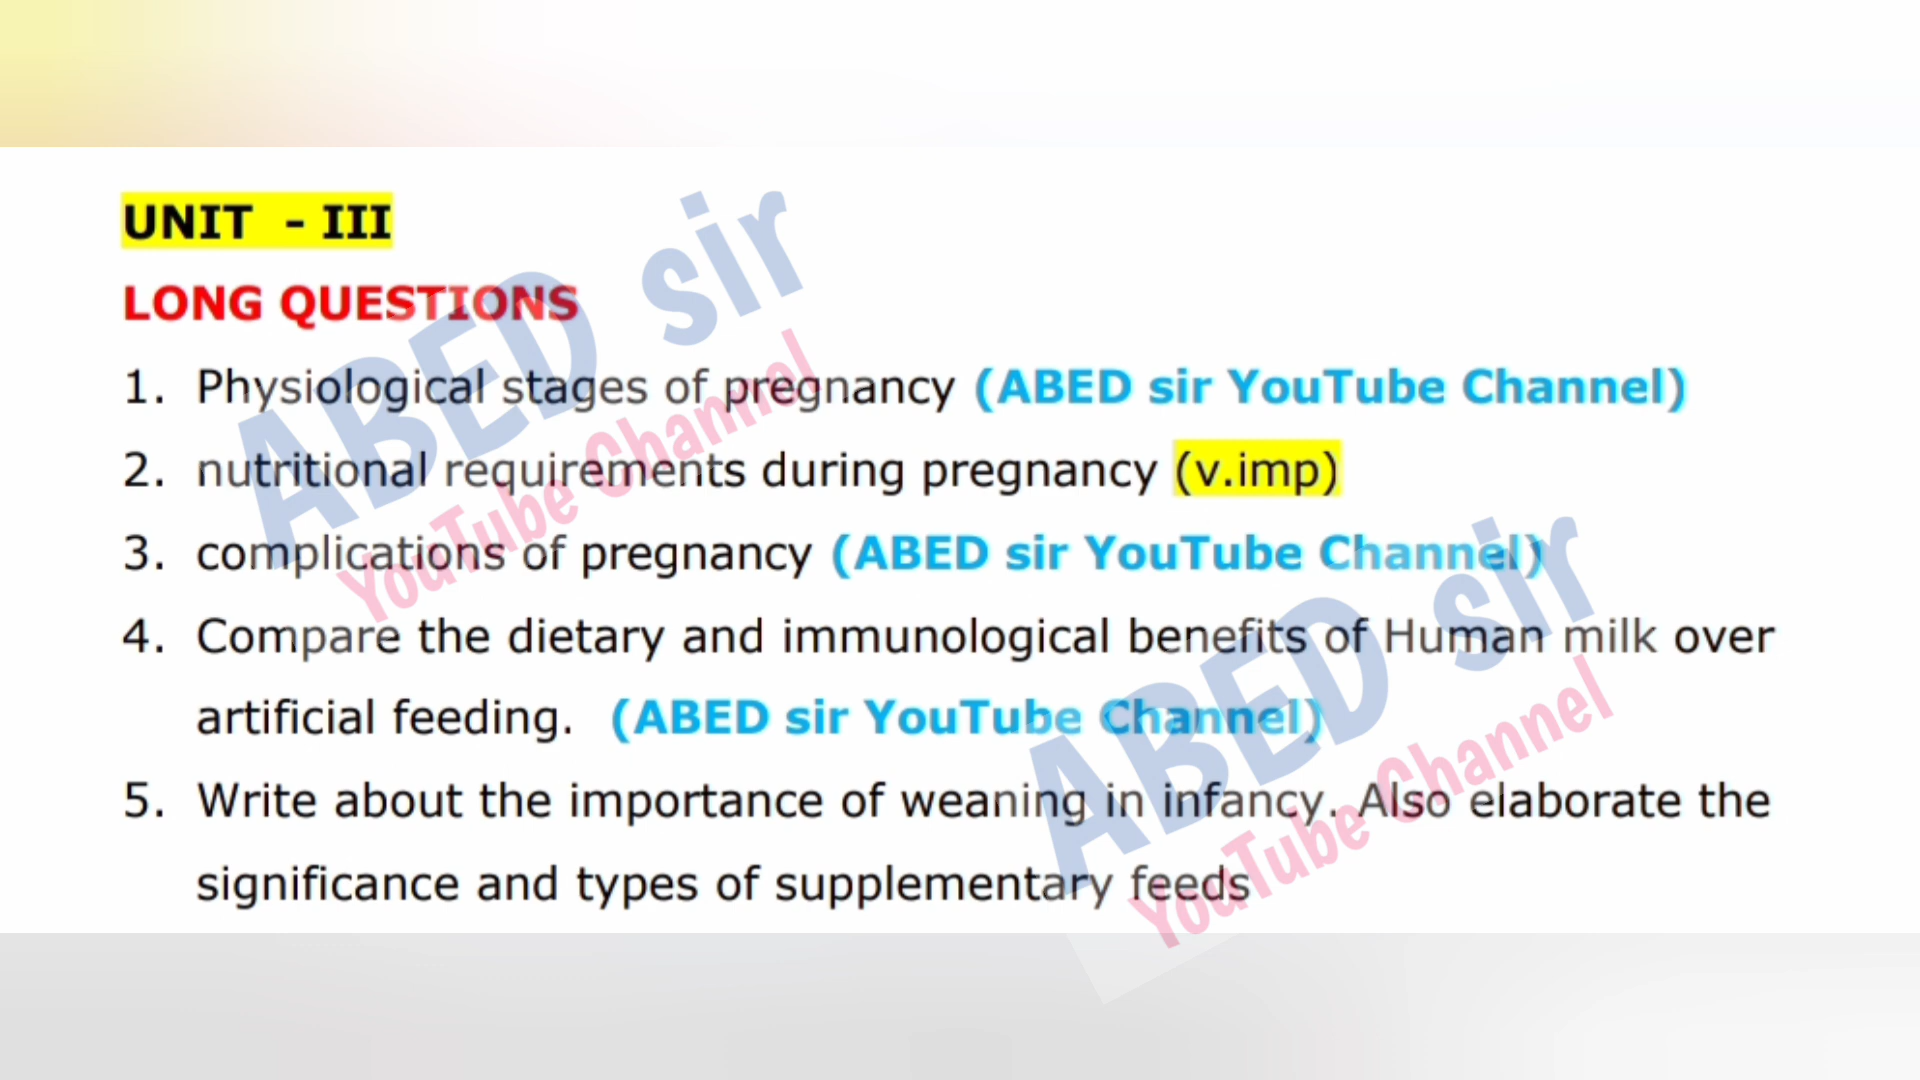 UNIT - III
LONG QUESTIONS
1. Physiological stages of pregnancy (ABED sir YouTube Channel)
2. nutritional requirements during pregnancy (v.imp)
3. complications of pregnancy (ABED sir YouTube Channel)
4. Compare the dietary and immunological benefits of Human milk over
artificial feeding. (ABED sir YouTube Channel)
5. Write about the importance of weaning in infancy. Also elaborate the
significance and types of supplementary feeds
ABED sir
YouTube Channel
ABED sir
YouTube Channel